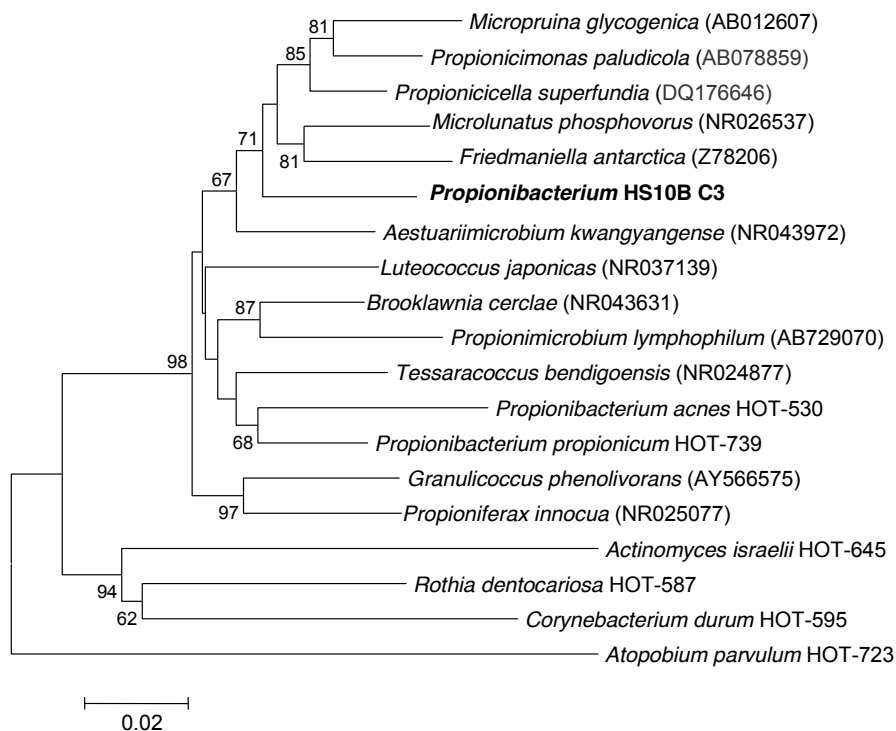 81
Micropruina glycogenica (AB012607)
85
Propionicimonas paludicola (AB078859)
Propionicicella superfundia (DQ176646)
71
Microlunatus phosphovorus (NR026537)
81
Friedmaniella antarctica (Z78206)
67
Propionibacterium HS10B C3
Aestuariimicrobium kwangyangense (NR043972)
Luteococcus japonicas (NR037139)
87
Brooklawnia cerclae (NR043631)
Propionimicrobium lymphophilum (AB729070)
98
Tessaracoccus bendigoensis (NR024877)
Propionibacterium acnes HOT-530
68
Propionibacterium propionicum HOT-739
Granulicoccus phenolivorans (AY566575)
97
Propioniferax innocua (NR025077)
Actinomyces israelii HOT-645
94
Rothia dentocariosa HOT-587
62
Corynebacterium durum HOT-595
Atopobium parvulum HOT-723
0.02